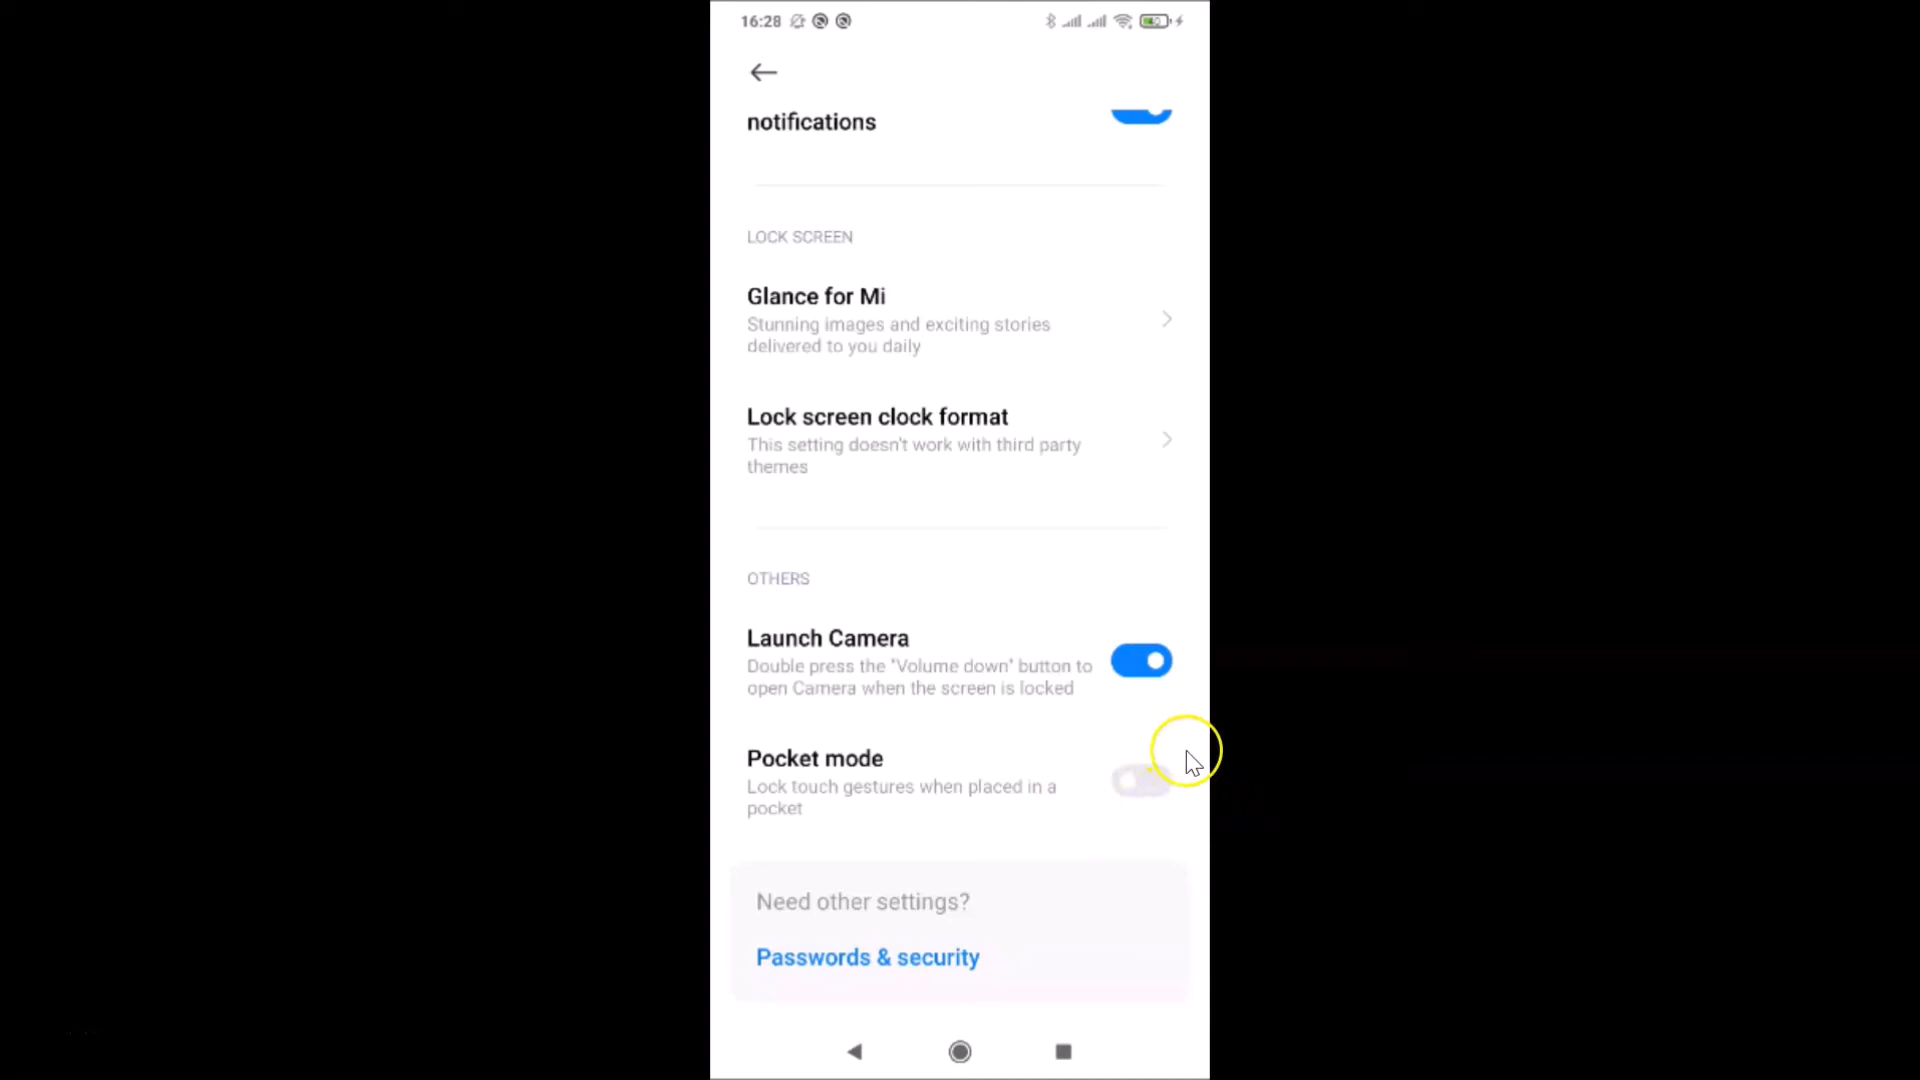 16:28
notifications
LOCK SCREEN
Glance for Mi
Stunning images and exciting stories
delivered to you daily
Lock screen clock format
This setting doesn't work with third party
themes
OTHERS
Launch Camera
Double press the "Volume down" button to
open Camera when the screen is locked
Pocket mode
Lock touch gestures when placed in a
pocket
Need other settings?
Passwords & security